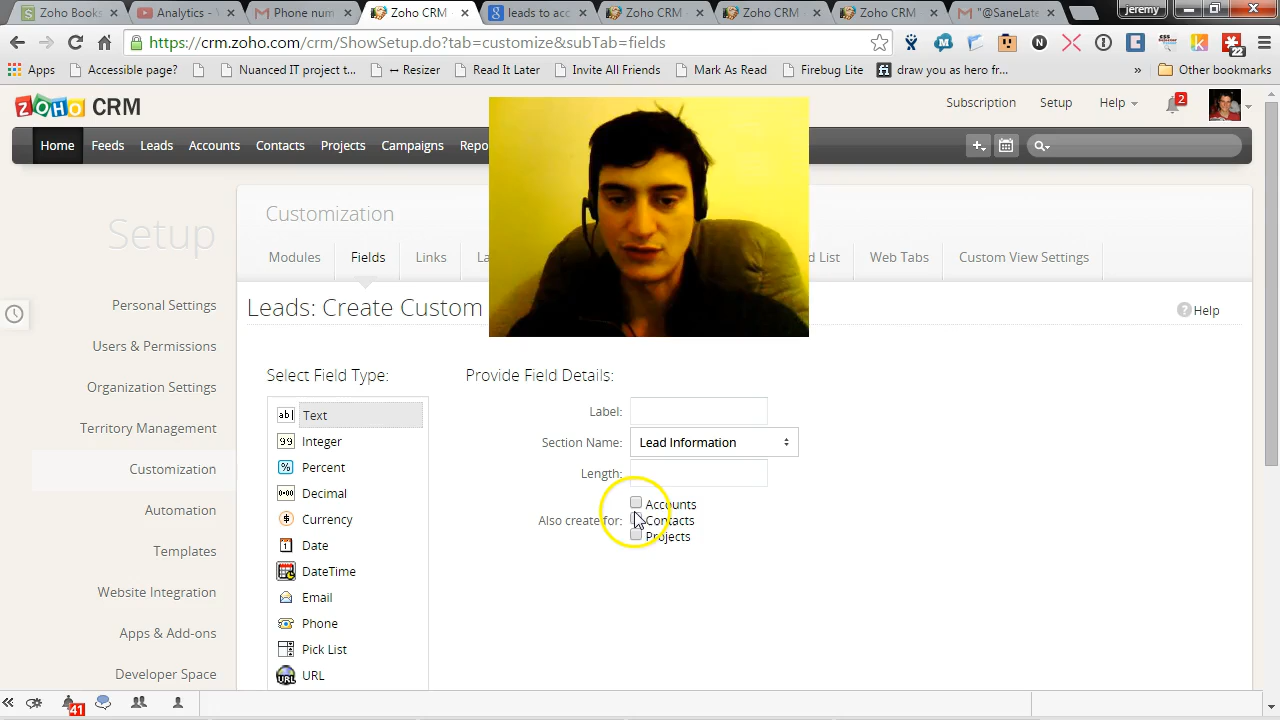 Zoho Books
Analytics - 
Phone num
Zoho CRM -
leads to acc
Zoho CRM -
Zoho CRM -
Zoho CRM
"@SaneLate
jeremy
https://crm.zoho.com/crm/ShowSetup.do?tab=customize&subTab=fields
22
Apps
Accessible page?
Nuanced IT project t
↔ Resizer
Read It Later
Invite All Friends
Mark As Read
Firebug Lite
draw you as hero fr
»
Other bookmarks
ZOHO CRM
Subscription
Setup
Help
2
Home
Feeds
Leads
Accounts
Contacts
Projects
Campaigns
Repo
Setup
Customization
Modules
Fields
Links
La
d List
Web Tabs
Custom View Settings
Personal Settings
Users & Permissions
Organization Settings
Territory Management
Customization
Automation
Templates
Website Integration
Apps & Add-ons
Developer Space
Leads: Create Custom
Help
Select Field Type:
Text
Integer
Percent
Decimal
Currency
Date
DateTime
Email
Phone
Pick List
URL
Provide Field Details:
Label:
Section Name: Lead Information
Length:
Also create for:
Accounts
Contacts
Projects
41